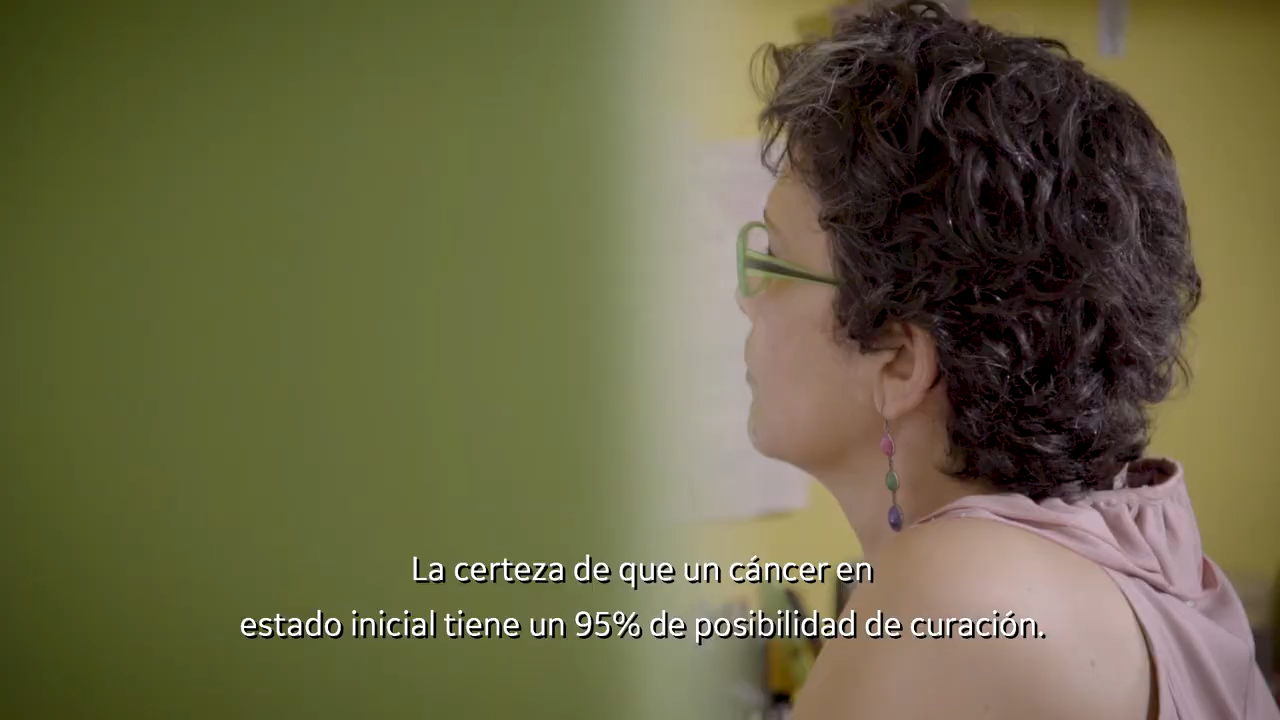 La certeza de que un cáncer en
estado inicial tiene un 95% de posibilidad de curación.